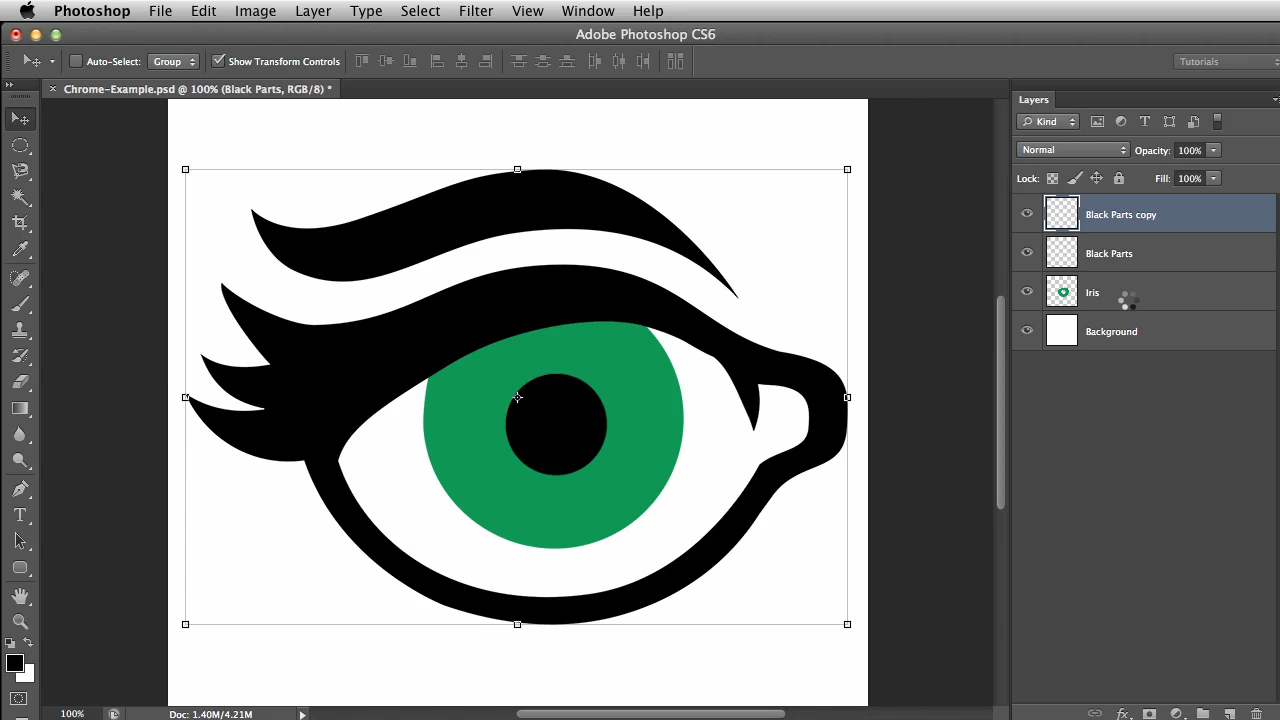 Photoshop File Edit Image Layer Type Select Filter View Window Help
Adobe Photoshop CS6
Auto-Select: Group Show Transform Controls Tutorials
× Chrome-Example.psd @ 100% (Black Parts, RGB/8) *
Layers
Kind
Normal Opacity: 100%
Lock: Fill: 100%
Black Parts copy
Black Parts
Iris
Background
100% Doc: 1.40M/4.21M